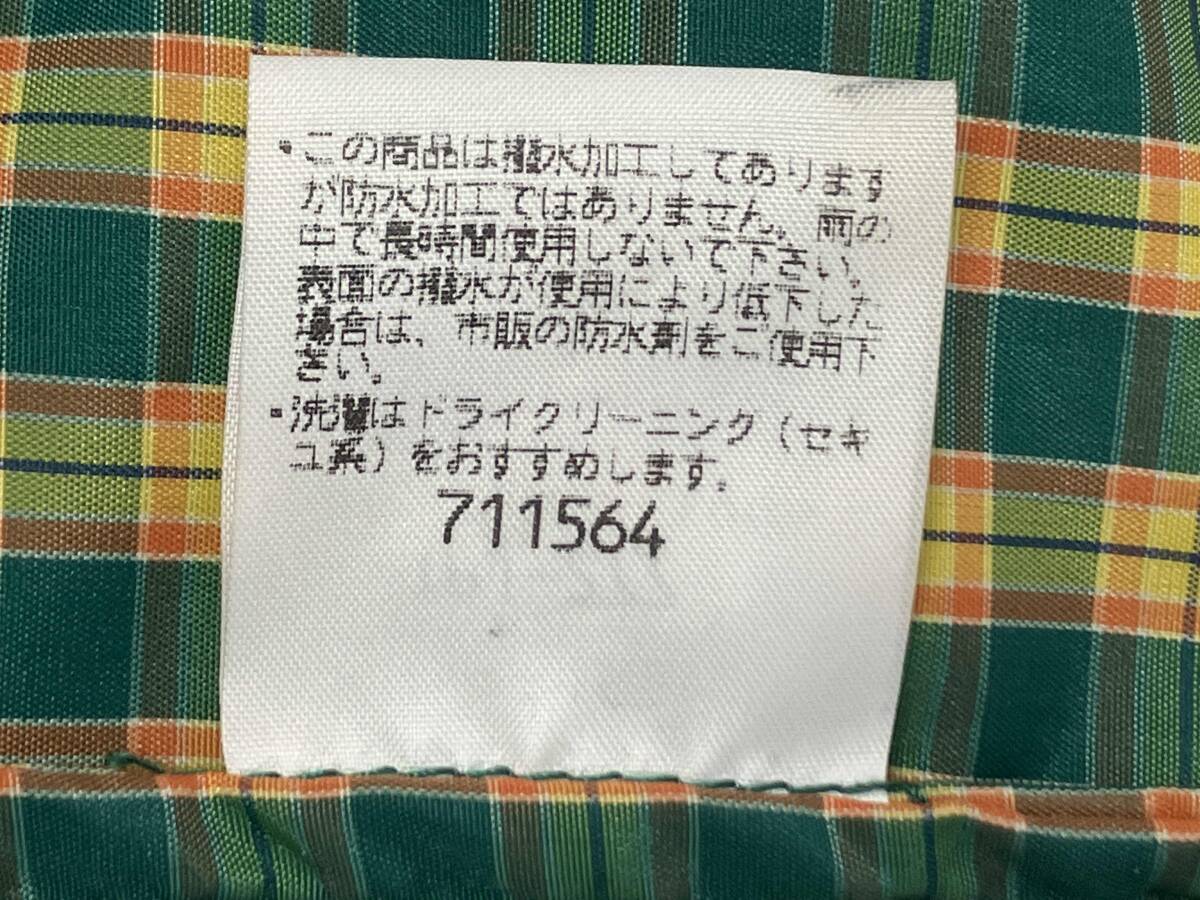 ・この商品は撥水加工してあります
が防水加工ではありません。雨の
中で長時間使用しないで下さい。
表面の撥水が使用により低下した
場合は、市販の防水剤をご使用下
さい。
・洗濯はドライクリーニング(セキ
ユ系)をおすすめします。
711564